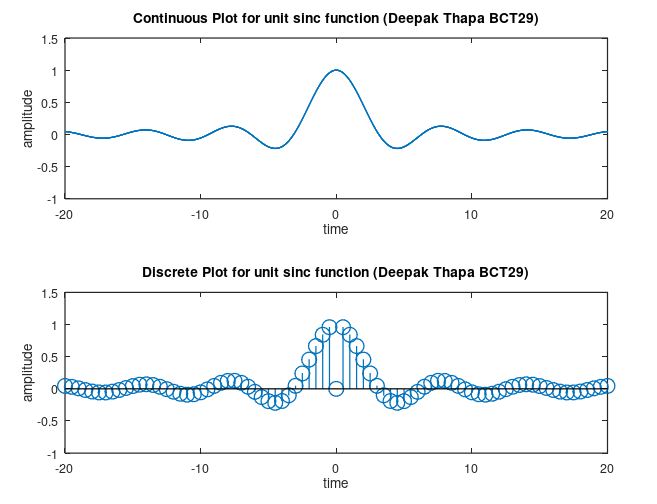 Continuous Plot for unit sinc function (Deepak Thapa BCT29)
1.5
1
0.5
0
-0.5
-1
amplitude
-20 -10 0 10 20
time
Discrete Plot for unit sinc function (Deepak Thapa BCT29)
1.5
1
0.5
0
-0.5
-1
amplitude
-20 -10 0 10 20
time